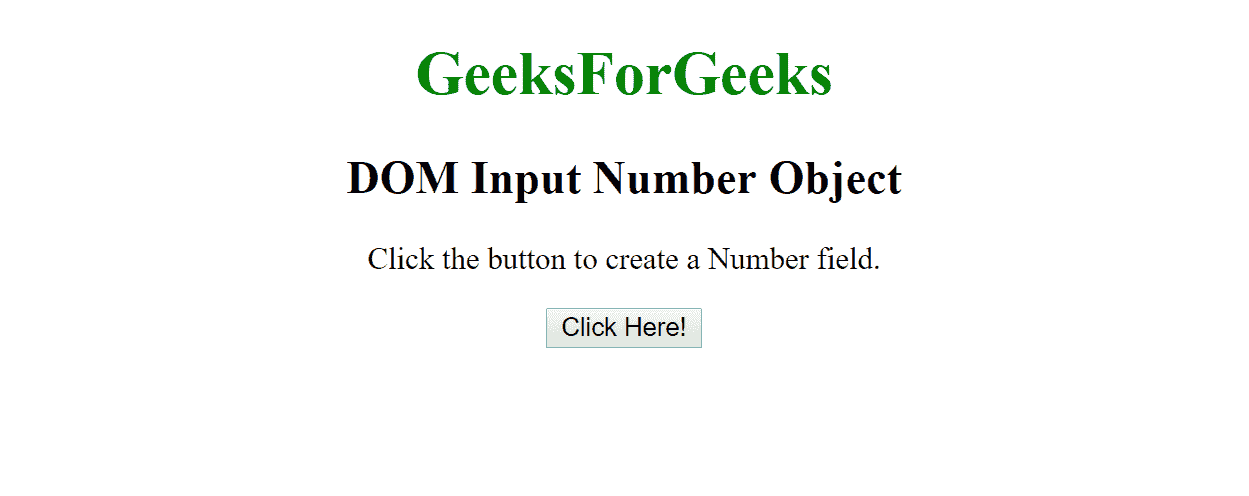 GeeksForGeeks
DOM Input Number Object
Click the button to create a Number field.
Click Here!